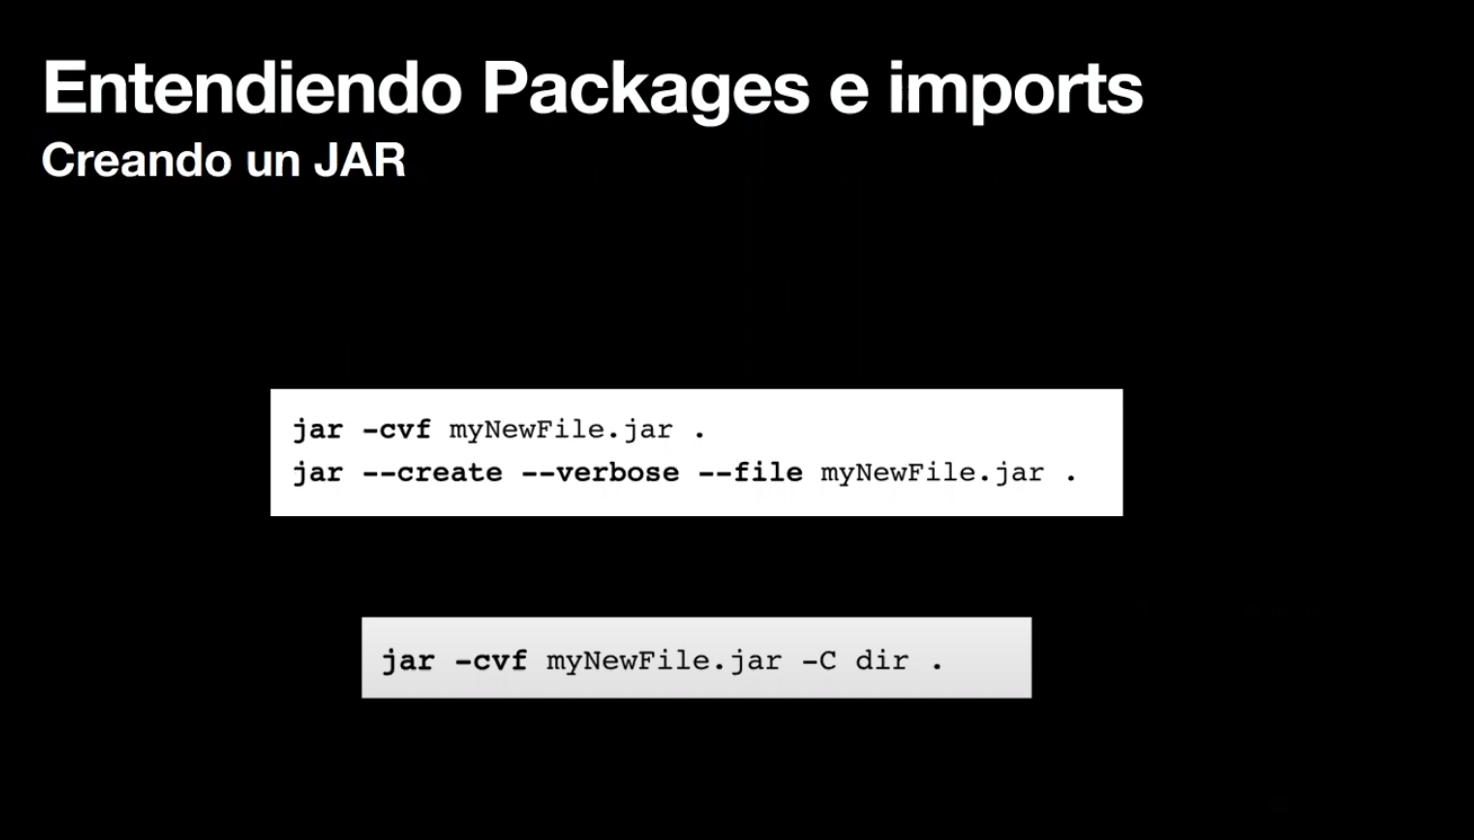 Entendiendo Packages e imports
Creando un JAR
jar -cvf myNewFile.jar .
jar --create --verbose --file myNewFile.jar .
jar -cvf myNewFile.jar -C dir .